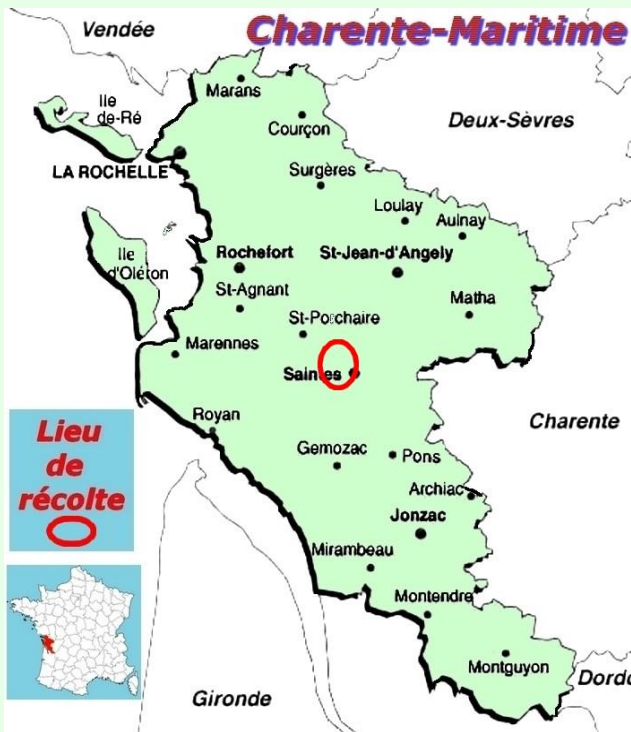 Charente-Maritime
Vendée
Marans
Ile
de-Ré
Courçon
Deux-Sèvres
LA ROCHELLE
Surgères
Loulay
Aulnay
Ile
d'Oléron
Rochefort
St-Jean-d'Angely
St-Agnant
Matha
St-Porchaire
Marennes
Saintes
Royan
Charente
Lieu
de
récolte
Gemozac
Pons
Archiac
Jonzac
Mirambeau
Montendre
Montguyon
Dordo
Gironde